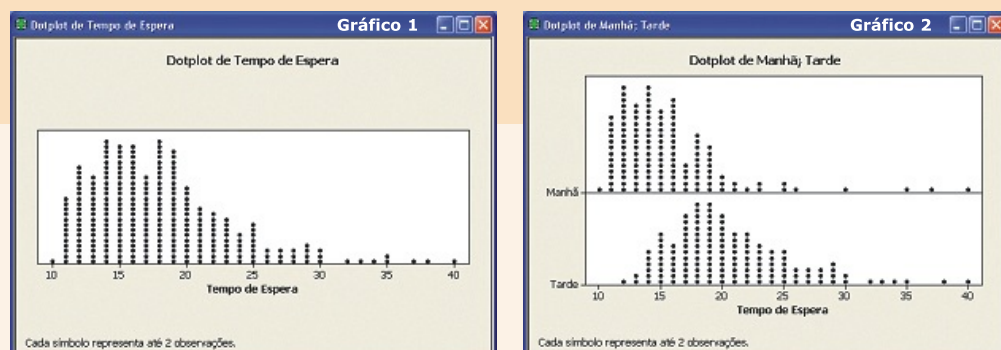 Dotplot de Tempo de Espera
Gráfico 1
Dotplot de Tempo de Espera
10 15 20 25 30 35 40
Tempo de Espera
Cada símbolo representa até 2 observações.
Dotplot de Manhã; Tarde
Gráfico 2
Dotplot de Manhã; Tarde
Manhã
Tarde
10 15 20 25 30 35 40
Tempo de Espera
Cada símbolo representa até 2 observações.